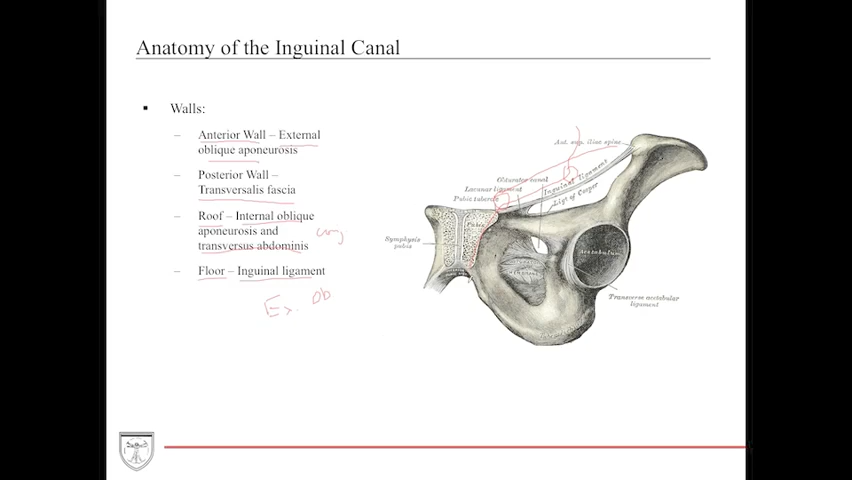 Anatomy of the Inguinal Canal
Walls:
– Anterior Wall – External
oblique aponeurosis
– Posterior Wall –
Transversalis fascia
– Roof – Internal oblique
aponeurosis and
transversus abdominis
– Floor – Inguinal ligament
Ex. Ob
Ant. sup. iliac spine
Obturator canal
Lacunar ligament
Pubic tubercle
Inguinal ligament
Ligt of Cooper
Pubis
Symphysis
pubis
Acetabulum
Transverse acetabular
ligament